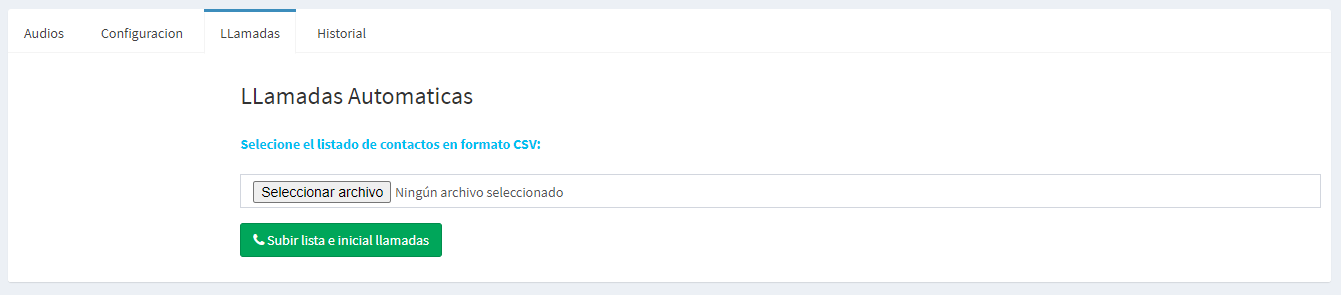 Audios Configuracion LLamadas Historial
LLamadas Automaticas
Selecione el listado de contactos en formato CSV:
Seleccionar archivo Ningún archivo seleccionado
Subir lista e inicial llamadas